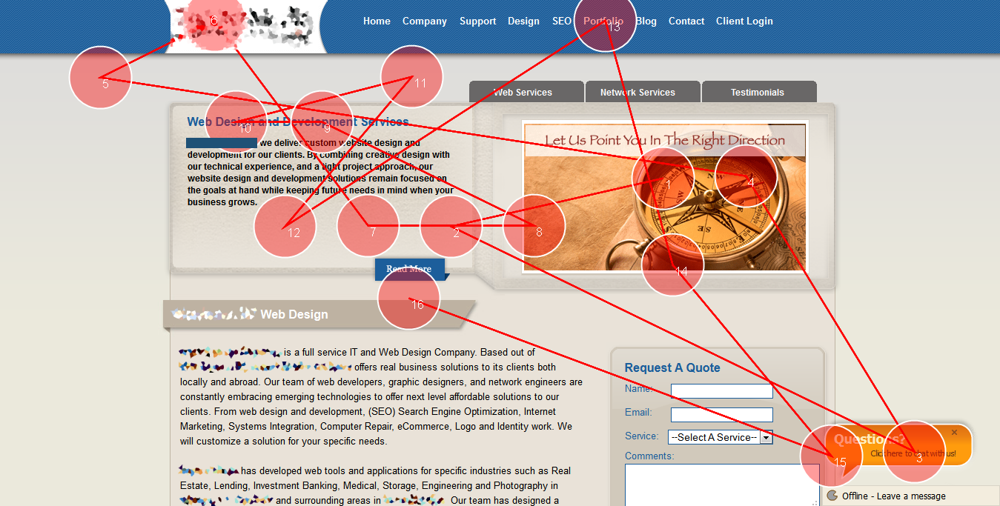 Home Company Support Design SEO Portfolio Blog Contact Client Login
6
13
5
11
Web Services Network Services Testimonials
Web Design and Development Services
10
9
we deliver custom website design and
development for our clients. By combining creative design with
our technical experience, and a tight project approach, our
website design and development solutions remain focused on
the goals at hand while keeping future needs in mind when your
business grows.
Let Us Point You In The Right Direction
1
4
12
7
2
8
14
Read More
16
Web Design
is a full service IT and Web Design Company. Based out of
offers real business solutions to its clients both
locally and abroad. Our team of web developers, graphic designers, and network engineers are
constantly embracing emerging technologies to offer next level affordable solutions to our
clients. From web design and development, (SEO) Search Engine Optimization, Internet
Marketing, Systems Integration, Computer Repair, eCommerce, Logo and Identity work. We
will customize a solution for your specific needs.
has developed web tools and applications for specific industries such as Real
Estate, Lending, Investment Banking, Medical, Storage, Engineering and Photography in
and surrounding areas in
Our team has designed a
Request A Quote
Name:
Email:
Service: --Select A Service--
Comments:
Questions?
Click here to chat with us!
15
3
Offline - Leave a message